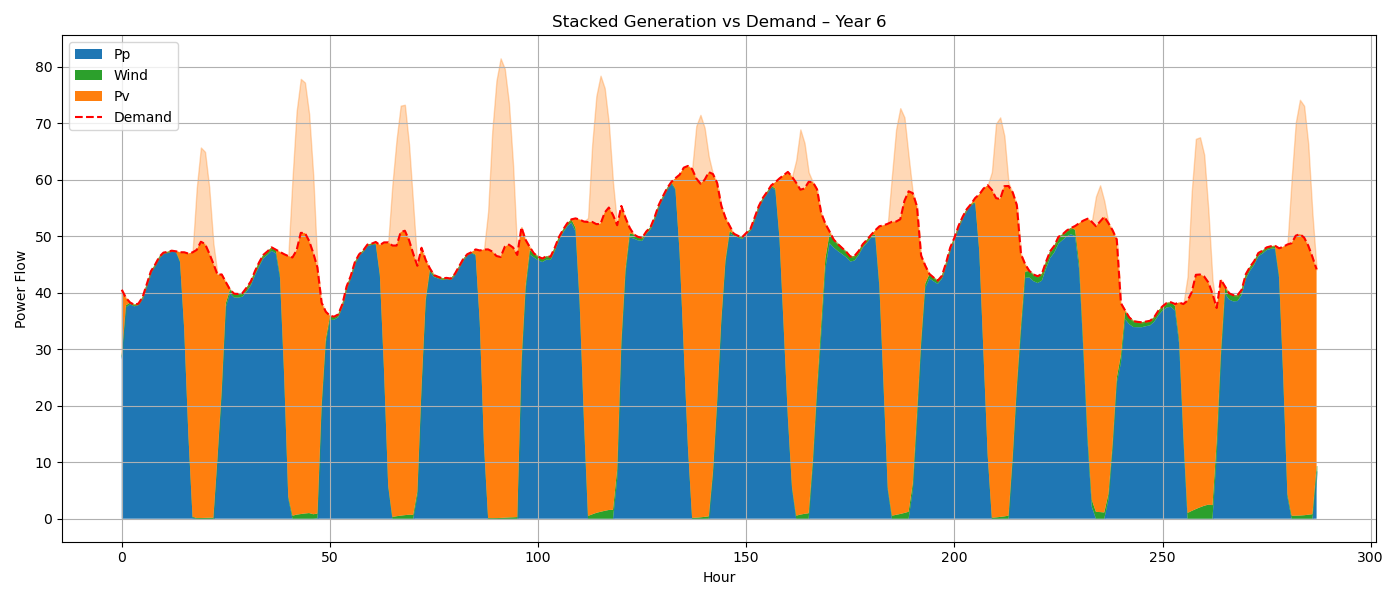 Stacked Generation vs Demand – Year 6
Pp
Wind
Pv
Demand
Power Flow
80
70
60
50
40
30
20
10
0
0 50 100 150 200 250 300
Hour